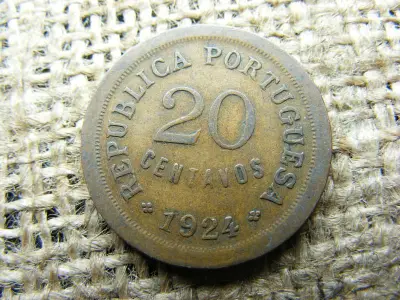 REPUBLICA PORTUGUESA
20
CENTAVOS
1924